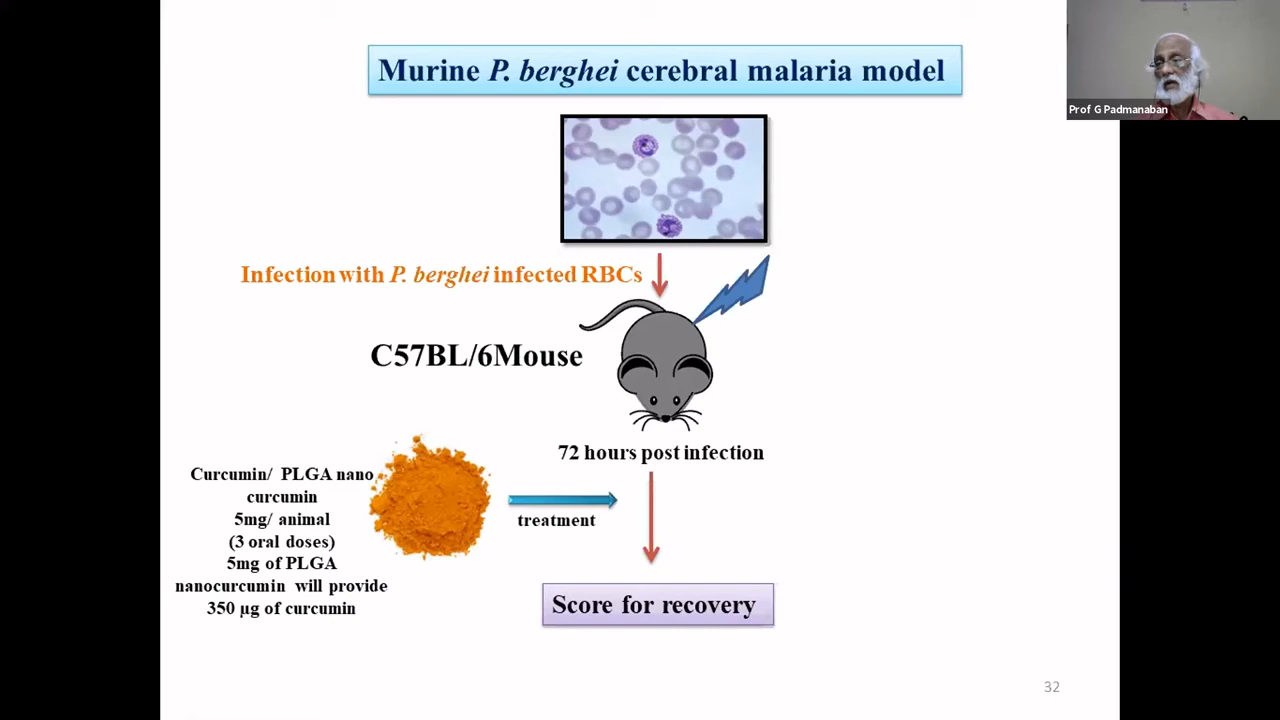 Murine P. berghei cerebral malaria model
Prof G Padmanaban
Infection with P. berghei infected RBCs
C57BL/6Mouse
72 hours post infection
Curcumin/ PLGA nano
curcumin
5mg/ animal
(3 oral doses)
5mg of PLGA
nanocurcumin will provide
350 µg of curcumin
treatment
Score for recovery
32